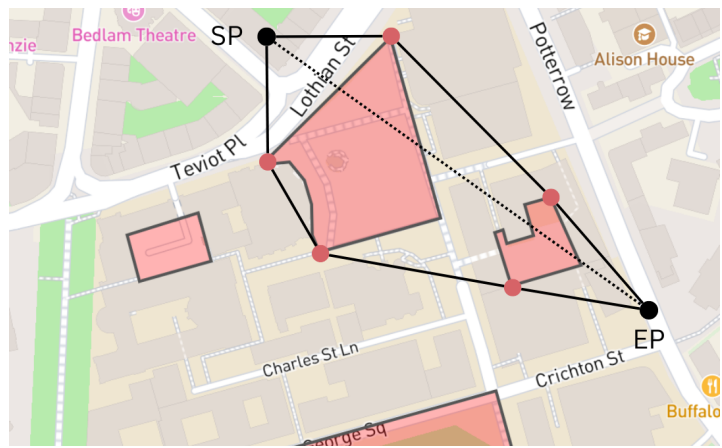 Bedlam Theatre
nzie
SP
Lothian St
Potterrow
Alison House
Teviot Pl
EP
Charles St Ln
Crichton St
Buffalo
George Sq